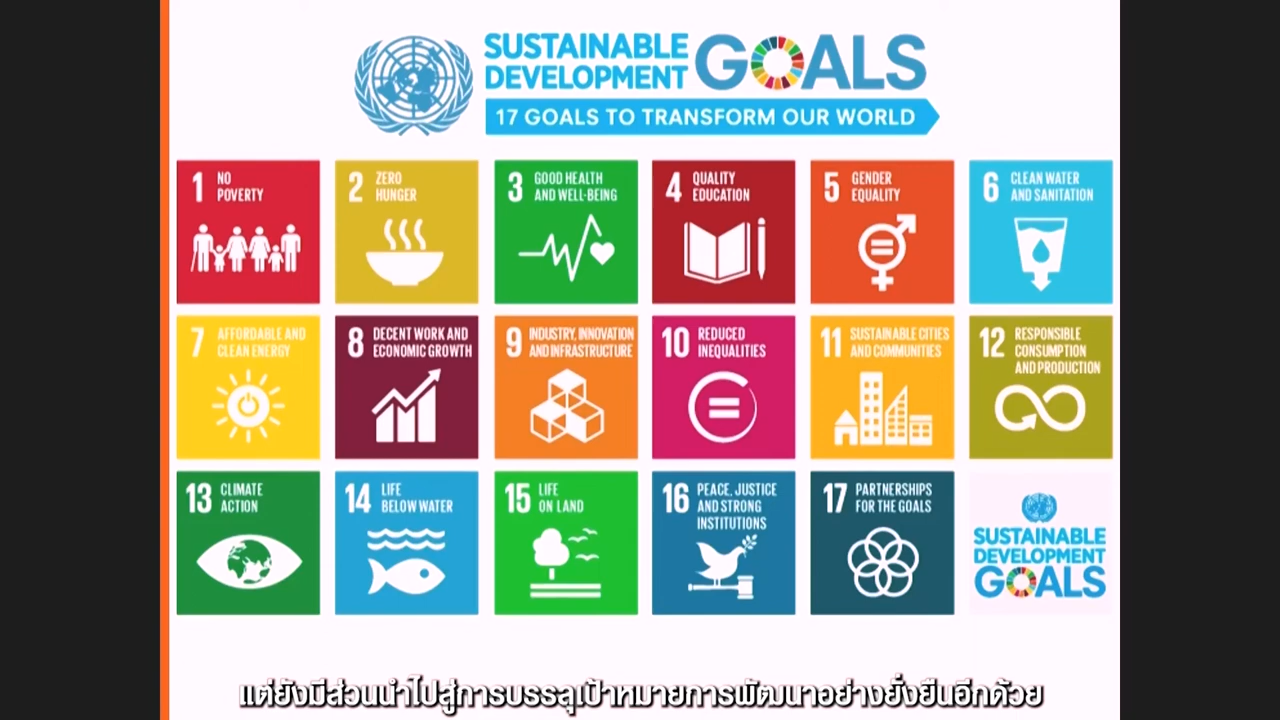 SUSTAINABLE
DEVELOPMENT
GOALS
17 GOALS TO TRANSFORM OUR WORLD
1 NO
POVERTY
2 ZERO
HUNGER
3 GOOD HEALTH
AND WELL-BEING
4 QUALITY
EDUCATION
5 GENDER
EQUALITY
6 CLEAN WATER
AND SANITATION
7 AFFORDABLE AND
CLEAN ENERGY
8 DECENT WORK AND
ECONOMIC GROWTH
9 INDUSTRY, INNOVATION
AND INFRASTRUCTURE
10 REDUCED
INEQUALITIES
11 SUSTAINABLE CITIES
AND COMMUNITIES
12 RESPONSIBLE
CONSUMPTION
AND PRODUCTION
13 CLIMATE
ACTION
14 LIFE
BELOW WATER
15 LIFE
ON LAND
16 PEACE, JUSTICE
AND STRONG
INSTITUTIONS
17 PARTNERSHIPS
FOR THE GOALS
SUSTAINABLE
DEVELOPMENT
GOALS
แต่ยังมีส่วนนำไปสู่การบรรลุเป้าหมายการพัฒนาอย่างยั่งยืนอีกด้วย